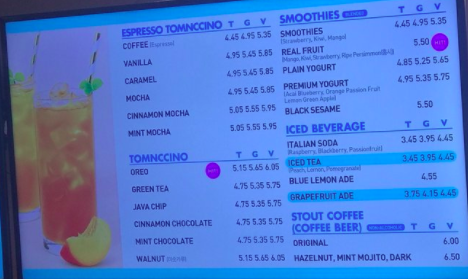 ESPRESSO TOMNCCINO T G V
COFFEE (Espresso) 4.45 4.95 5.35
VANILLA 4.95 5.45 5.85
CARAMEL 4.95 5.45 5.85
MOCHA 4.95 5.45 5.85
CINNAMON MOCHA 5.05 5.55 5.95
MINT MOCHA 5.05 5.55 5.95
TOMNCCINO T G V
OREO 5.15 5.65 6.05
GREEN TEA 4.75 5.35 5.75
JAVA CHIP 4.75 5.35 5.75
CINNAMON CHOCOLATE 4.75 5.35 5.75
MINT CHOCOLATE 4.75 5.35 5.75
WALNUT 5.15 5.65 6.05
SMOOTHIES T G V
SMOOTHIES 4.45 4.95 5.35
(Strawberry, Kiwi, Mango)
REAL FRUIT 5.50
(Mango, Kiwi, Strawberry, Ripe Persimmon)
PLAIN YOGURT 4.85 5.25 5.65
PREMIUM YOGURT 4.95 5.35 5.75
(Acai Blueberry, Orange Passion Fruit
Lemon Green Apple)
BLACK SESAME 5.50
ICED BEVERAGE T G V
ITALIAN SODA 3.45 3.95 4.45
(Raspberry, Blackberry, Passionfruit)
ICED TEA 3.45 3.95 4.45
(Peach, Lemon, Pomegranate)
BLUE LEMON ADE 4.55
GRAPEFRUIT ADE 3.75 4.15 4.45
STOUT COFFEE
(COFFEE BEER) T G V
ORIGINAL 6.00
HAZELNUT, MINT MOJITO, DARK 6.50